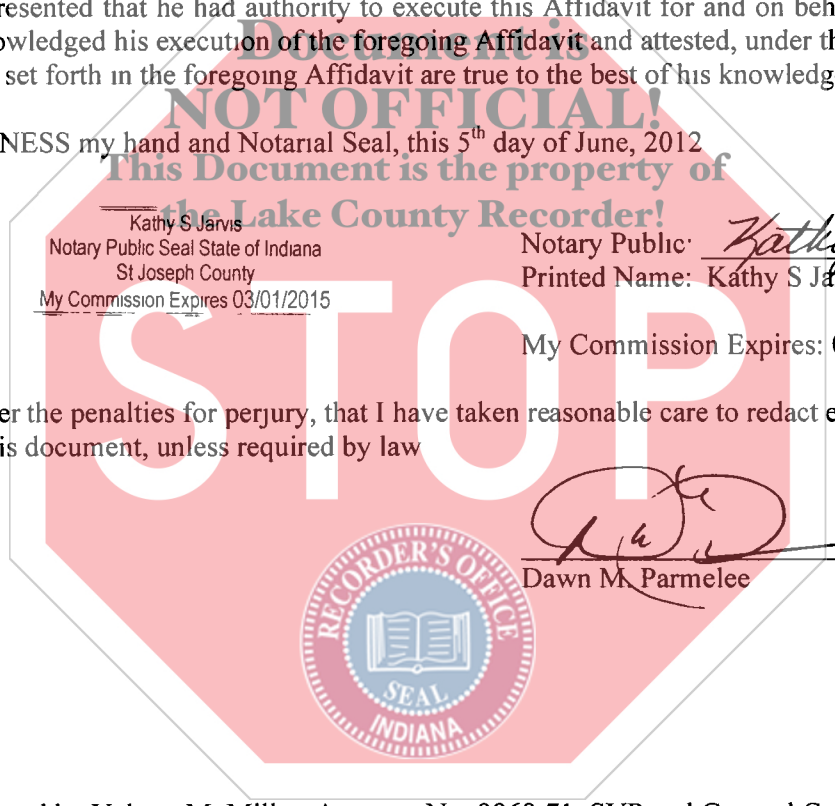 resented that he had authority to execute this Affidavit for and on beh
owledged his execution of the foregoing Affidavit and attested, under th
set forth in the foregoing Affidavit are true to the best of his knowledg
Document is
NOT OFFICIAL!
This Document is the property of
the Lake County Recorder!
NESS my hand and Notarial Seal, this 5th day of June, 2012
Kathy S Jarvis
Notary Public Seal State of Indiana
St Joseph County
My Commission Expires 03/01/2015
Notary Public
Kath
Printed Name: Kathy S Ja
My Commission Expires:
STOP
er the penalties for perjury, that I have taken reasonable care to redact e
is document, unless required by law
Dawn M. Parmelee
RECORDER'S OFFICE
SEAL
INDIANA